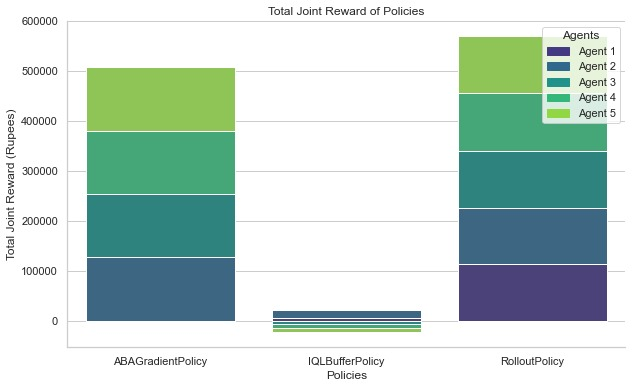 Total Joint Reward of Policies
Total Joint Reward (Rupees)
600000
500000
400000
300000
200000
100000
0
Agents
Agent 1
Agent 2
Agent 3
Agent 4
Agent 5
ABAGradientPolicy
IQLBufferPolicy
RolloutPolicy
Policies